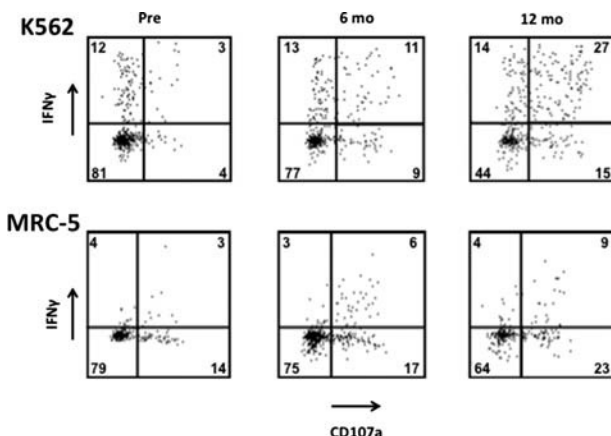 Pre 6 mo 12 mo
K562
12 3 13 11 14 27
IFNγ
81 4 77 9 44 15
MRC-5
4 3 3 6 4 9
IFNγ
79 14 75 17 64 23
CD107a